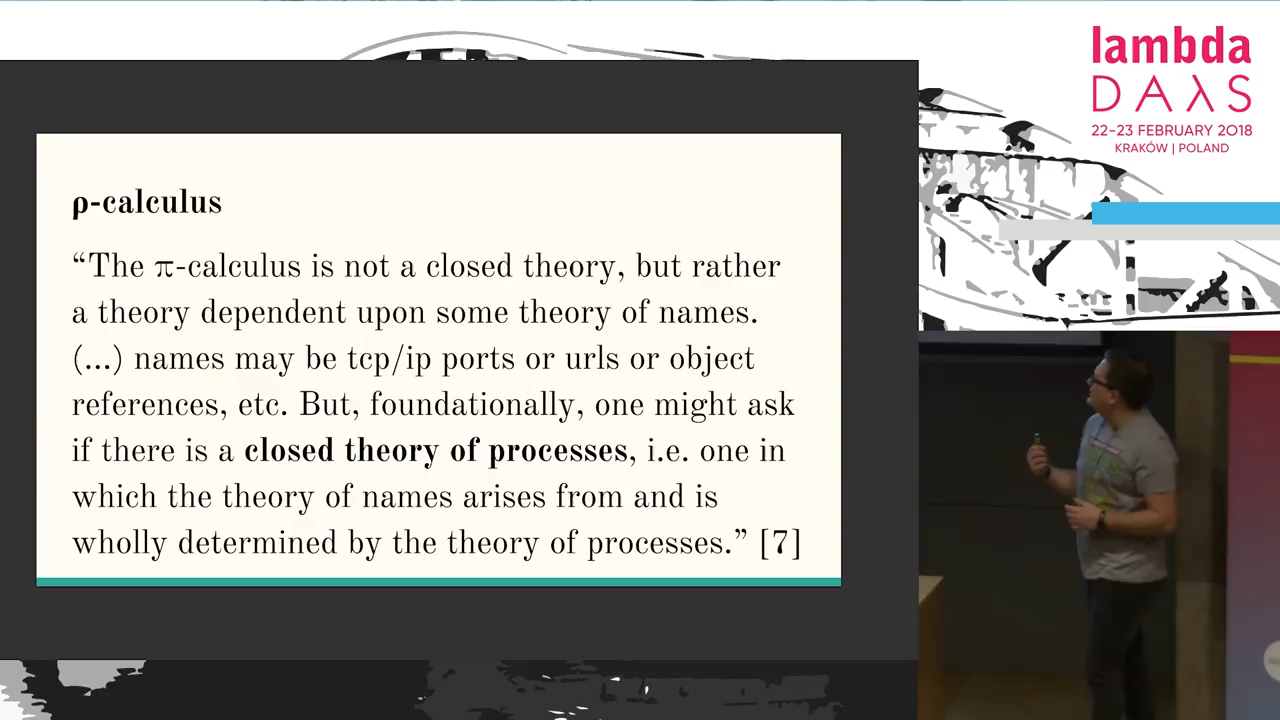 ρ-calculus
“The π-calculus is not a closed theory, but rather
a theory dependent upon some theory of names.
(...) names may be tcp/ip ports or urls or object
references, etc. But, foundationally, one might ask
if there is a closed theory of processes, i.e. one in
which the theory of names arises from and is
wholly determined by the theory of processes.” [7]
lambda
DAλS
22-23 FEBRUARY 2018
KRAKÓW | POLAND